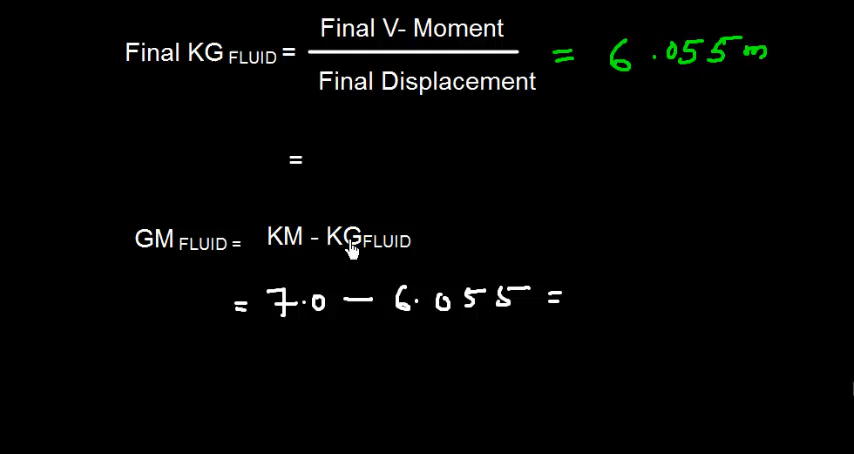 Final KG FLUID = Final V- Moment = 6.055 m
Final Displacement
=
GM FLUID = KM - KG FLUID
= 7.0 - 6.055 =